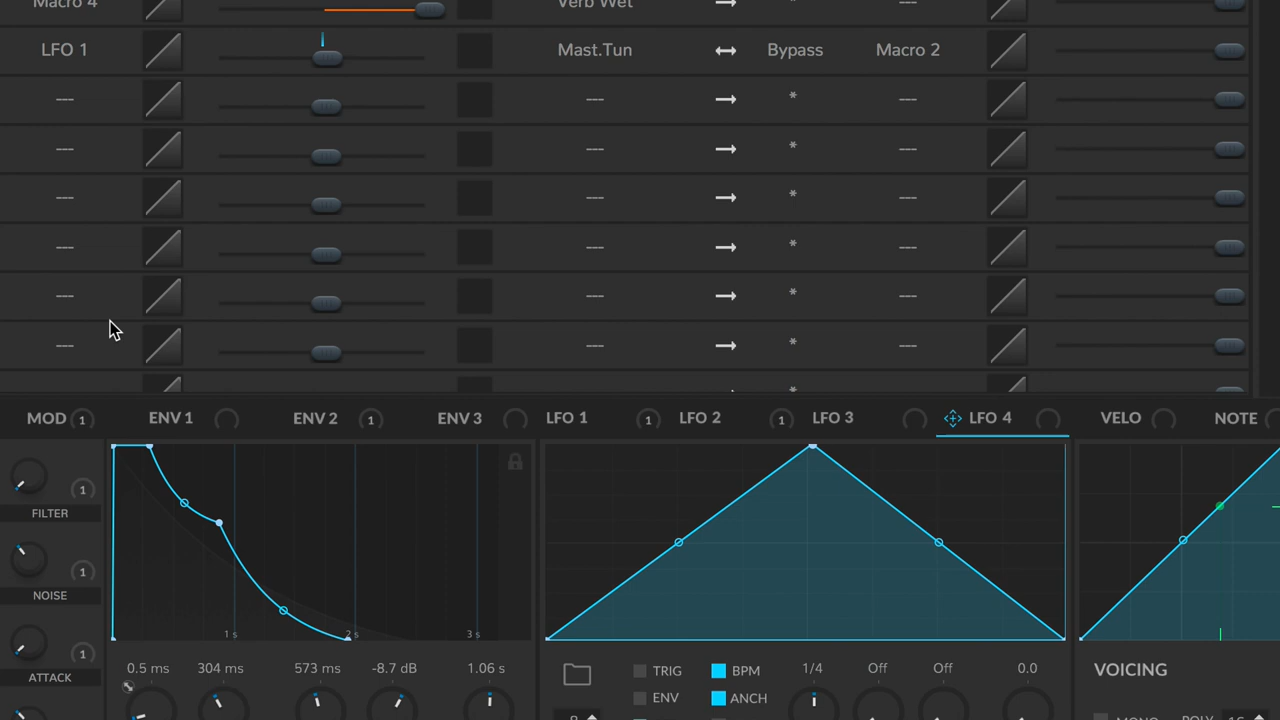 Macro 4 Verb Wet *
LFO 1 Mast.Tun Bypass Macro 2
--- --- * ---
--- --- * ---
--- --- * ---
--- --- * ---
--- --- * ---
--- --- * ---
MOD 1 ENV 1 ENV 2 1 ENV 3 LFO 1 1 LFO 2 1 LFO 3 LFO 4 VELO NOTE
1
FILTER
1
NOISE
1 s 2 s 3 s
1
ATTACK
0.5 ms 304 ms 573 ms -8.7 dB 1.06 s
TRIG BPM 1/4 Off Off 0.0
ENV ANCH
VOICING